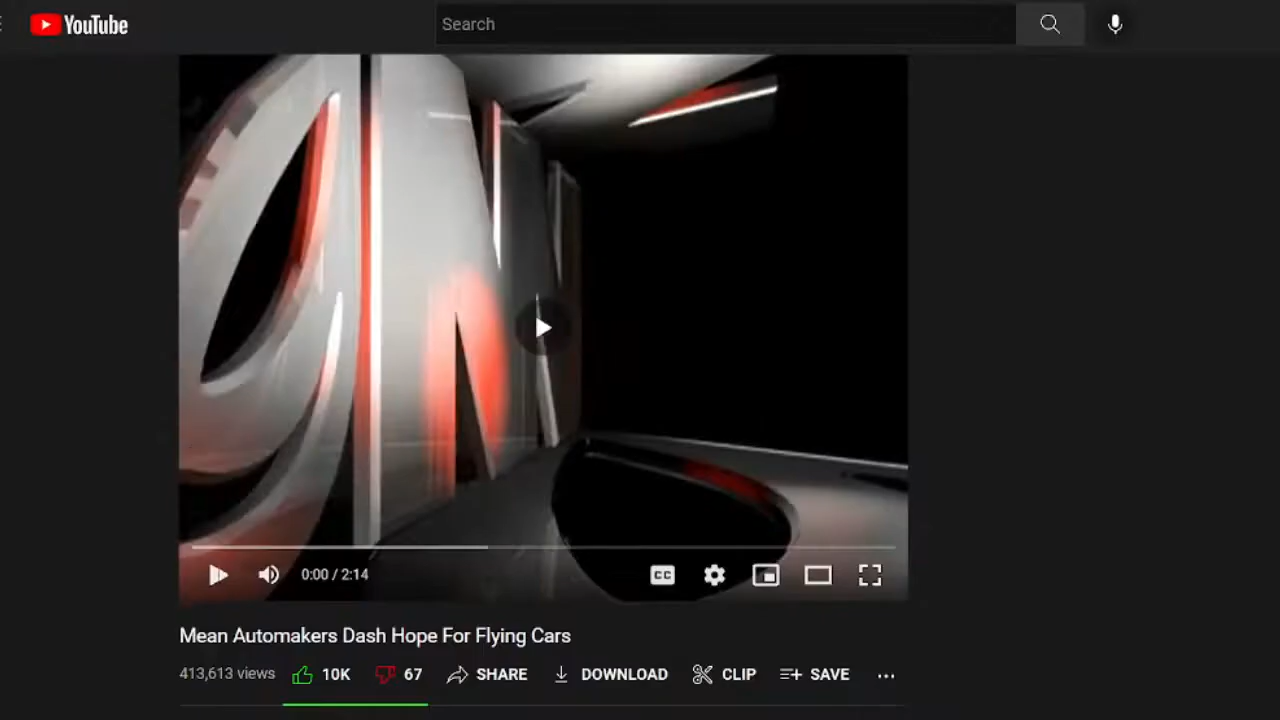 YouTube
Search
0:00 / 2:14
CC
Mean Automakers Dash Hope For Flying Cars
413,613 views 10K 67 SHARE DOWNLOAD CLIP SAVE ...